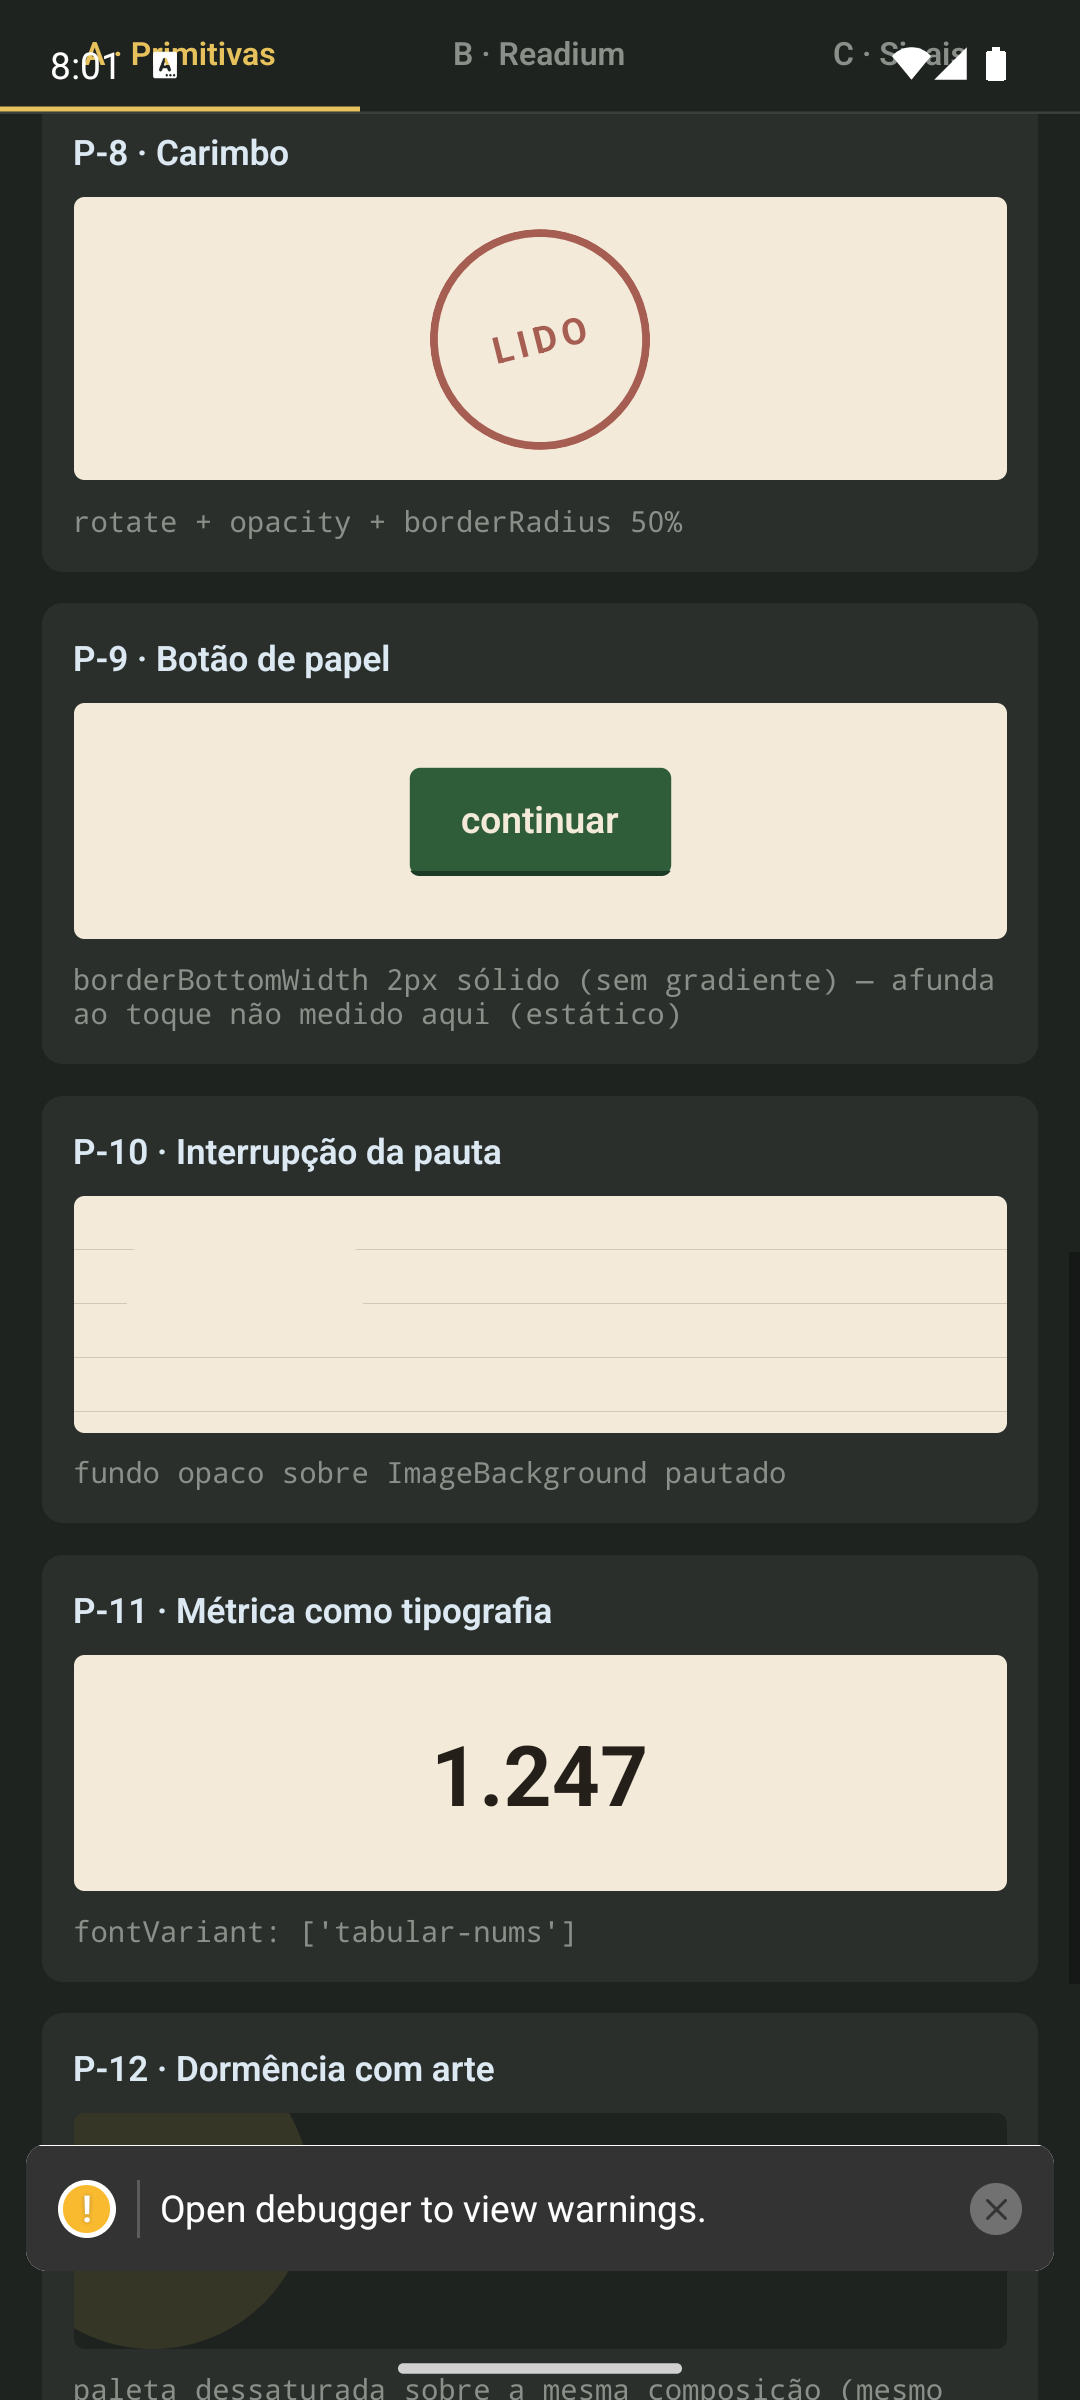 8:01
A · Primitivas
B · Readium
C · Sinais
P-8 · Carimbo
LIDO
rotate + opacity + borderRadius 50%
P-9 · Botão de papel
continuar
borderBottomWidth 2px sólido (sem gradiente) — afunda
ao toque não medido aqui (estático)
P-10 · Interrupção da pauta
fundo opaco sobre ImageBackground pautado
P-11 · Métrica como tipografia
1.247
fontVariant: ['tabular-nums']
P-12 · Dormência com arte
! Open debugger to view warnings.
paleta dessaturada sobre a mesma composição (mesmo